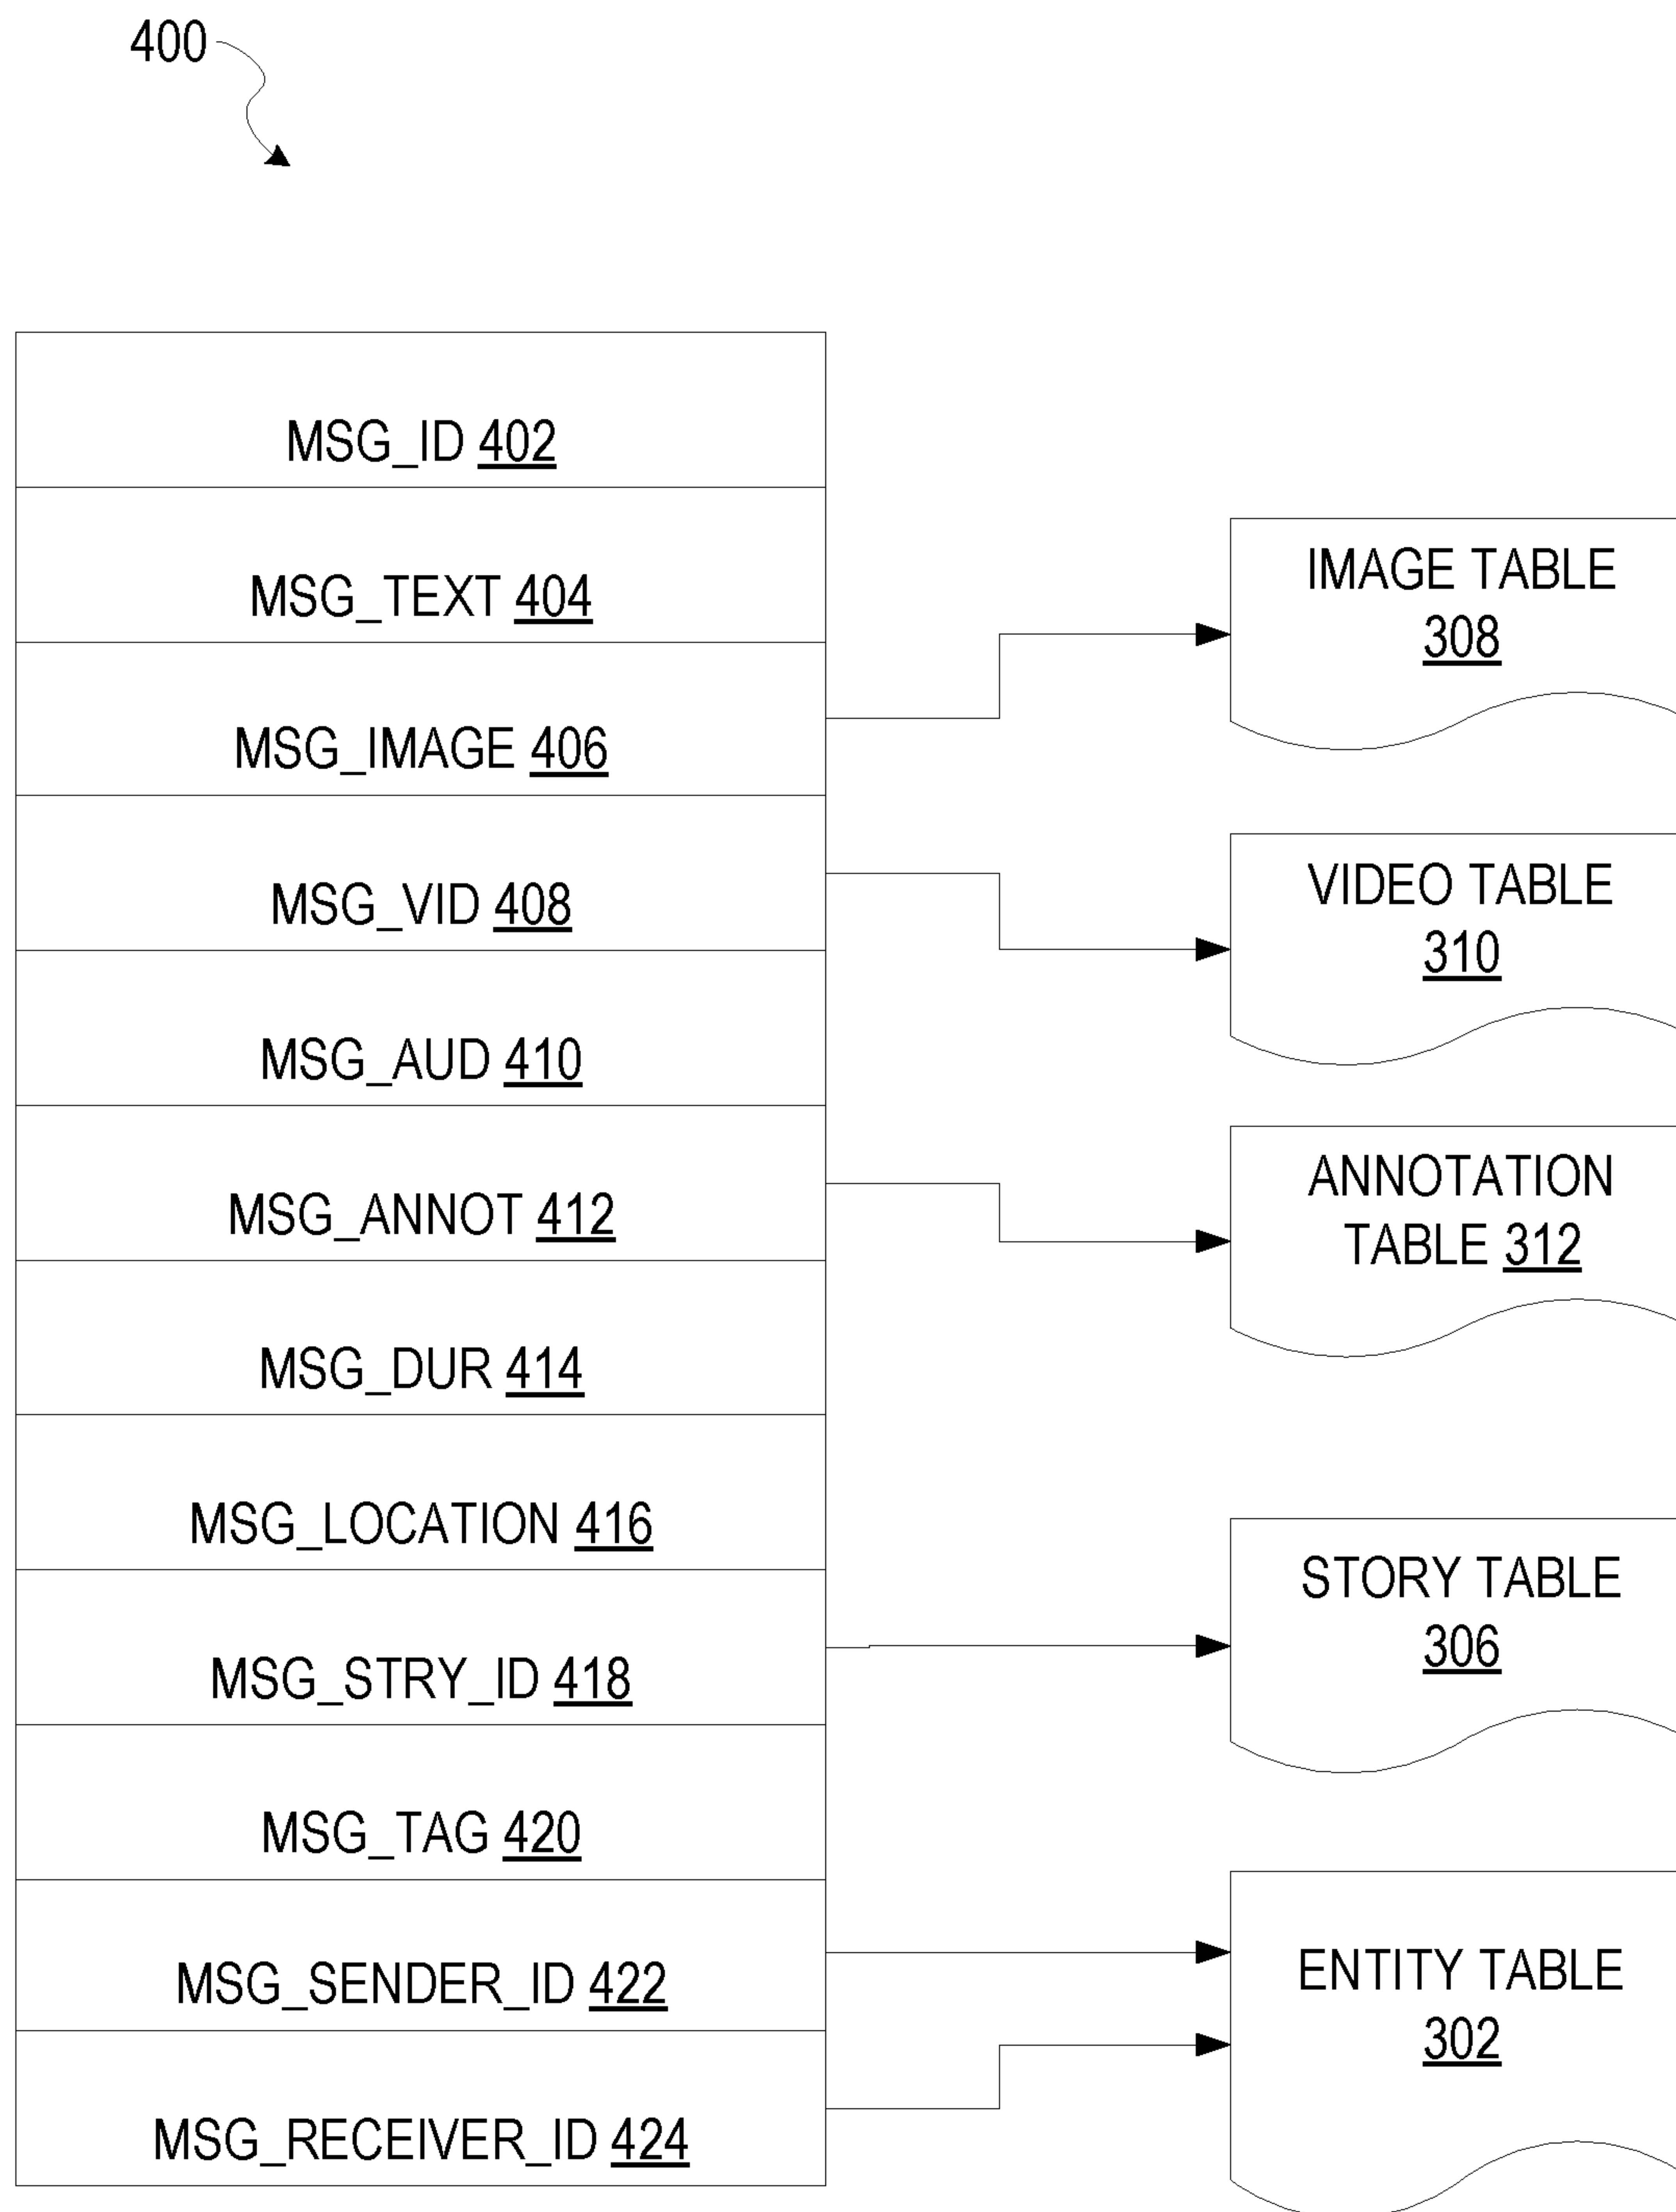 400
MSG_ID 402
MSG_TEXT 404
MSG_IMAGE 406
MSG_VID 408
MSG_AUD 410
MSG_ANNOT 412
MSG_DUR 414
MSG_LOCATION 416
MSG_STRY_ID 418
MSG_TAG 420
MSG_SENDER_ID 422
MSG_RECEIVER_ID 424
IMAGE TABLE
308
VIDEO TABLE
310
ANNOTATION
TABLE 312
STORY TABLE
306
ENTITY TABLE
302